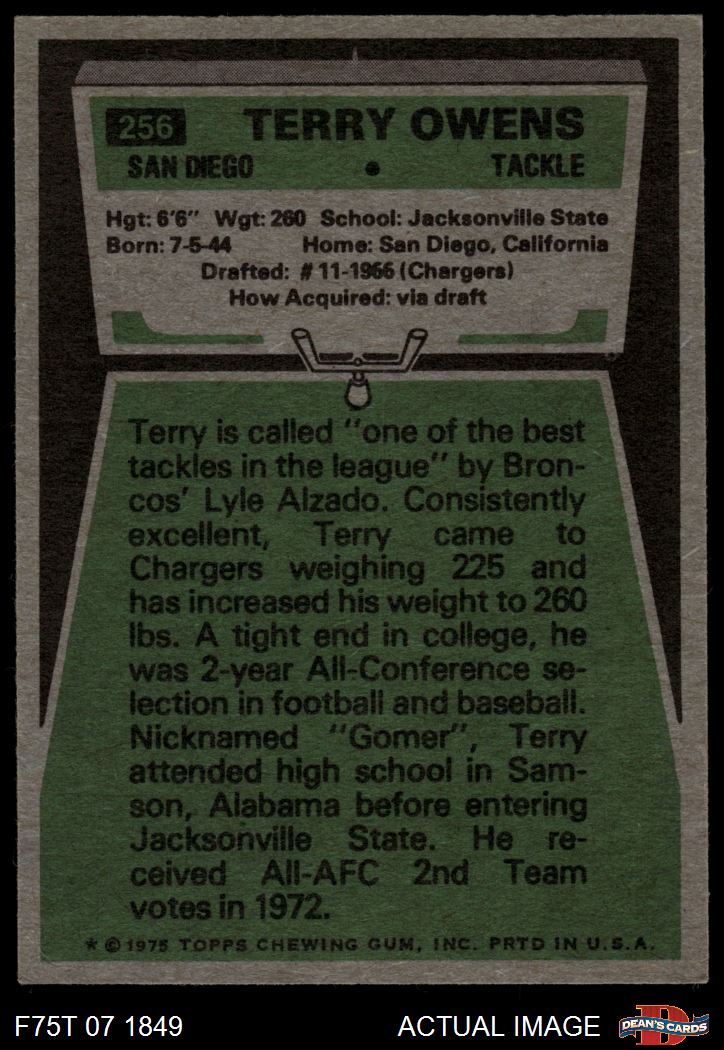 256 TERRY OWENS
SAN DIEGO • TACKLE
Hgt: 6'6" Wgt: 260 School: Jacksonville State
Born: 7-5-44 Home: San Diego, California
Drafted: #11-1966 (Chargers)
How Acquired: via draft
Terry is called "one of the best
tackles in the league" by Bron-
cos' Lyle Alzado. Consistently
excellent, Terry came to
Chargers weighing 225 and
has increased his weight to 260
lbs. A tight end in college, he
was 2-year All-Conference se-
lection in football and baseball.
Nicknamed "Gomer", Terry
attended high school in Sam-
son, Alabama before entering
Jacksonville State. He re-
ceived All-AFC 2nd Team
votes in 1972.
* © 1975 TOPPS CHEWING GUM, INC. PRTD IN U.S.A.
F75T 07 1849 ACTUAL IMAGE D DEAN'S CARDS